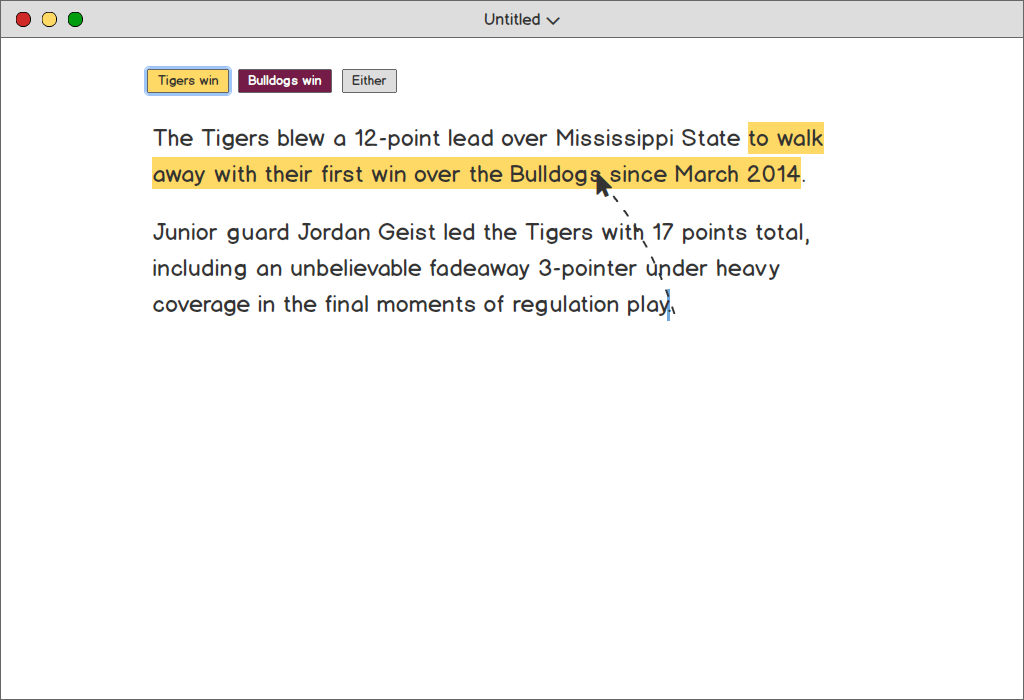 Untitled
Tigers win Bulldogs win Either
The Tigers blew a 12-point lead over Mississippi State to walk
away with their first win over the Bulldogs since March 2014.
Junior guard Jordan Geist led the Tigers with 17 points total,
including an unbelievable fadeaway 3-pointer under heavy
coverage in the final moments of regulation play.